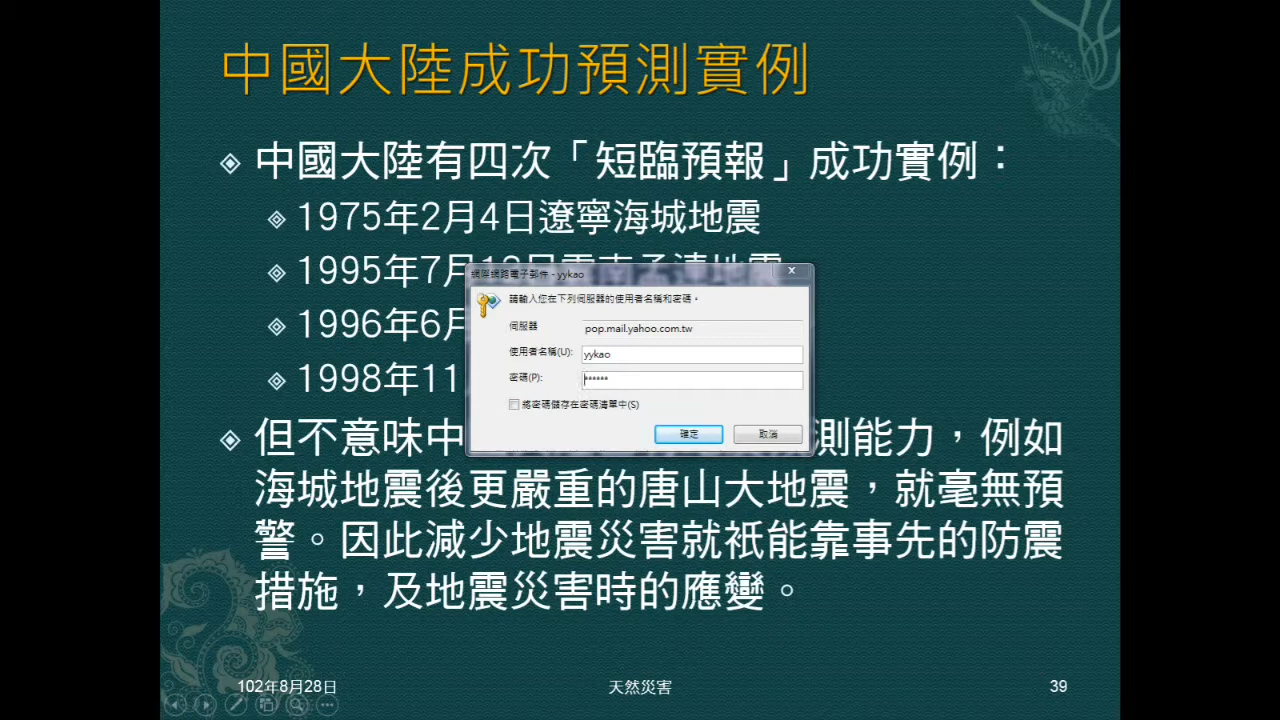 中國大陸成功預測實例
中國大陸有四次「短臨預報」成功實例：
1975年2月4日遼寧海城地震
1995年7月12日雲南孟連地震
1996年6月
1998年11
但不意味中 測能力，例如
海城地震後更嚴重的唐山大地震，就毫無預
警。因此減少地震災害就祇能靠事先的防震
措施，及地震災害時的應變。
網際網路電子郵件 - yykao
請輸入您在下列伺服器的使用者名稱和密碼。
伺服器 pop.mail.yahoo.com.tw
使用者名稱(U): yykao
密碼(P): ******
將密碼儲存在密碼清單中(S)
確定 取消
102年8月28日 天然災害 39